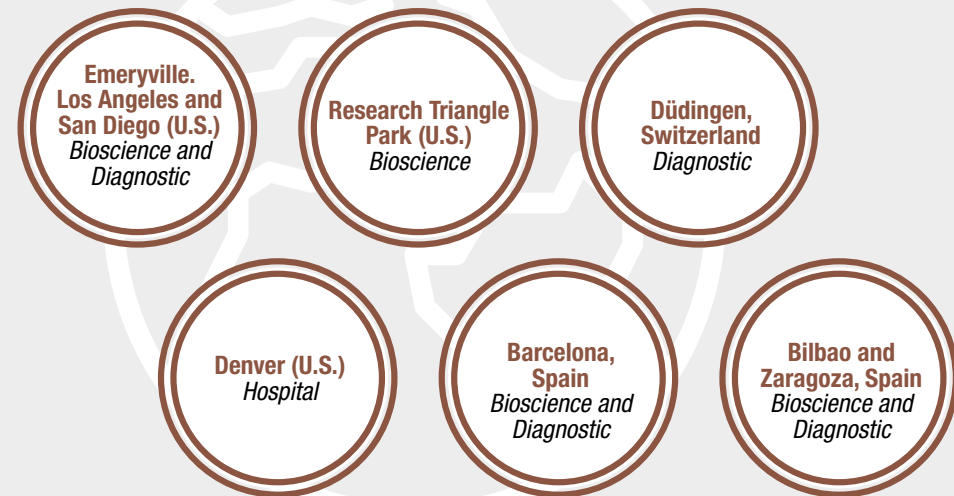 Emeryville.
Los Angeles and
San Diego (U.S.)
Bioscience and
Diagnostic
Research Triangle
Park (U.S.)
Bioscience
Düdingen,
Switzerland
Diagnostic
Denver (U.S.)
Hospital
Barcelona,
Spain
Bioscience and
Diagnostic
Bilbao and
Zaragoza, Spain
Bioscience and
Diagnostic